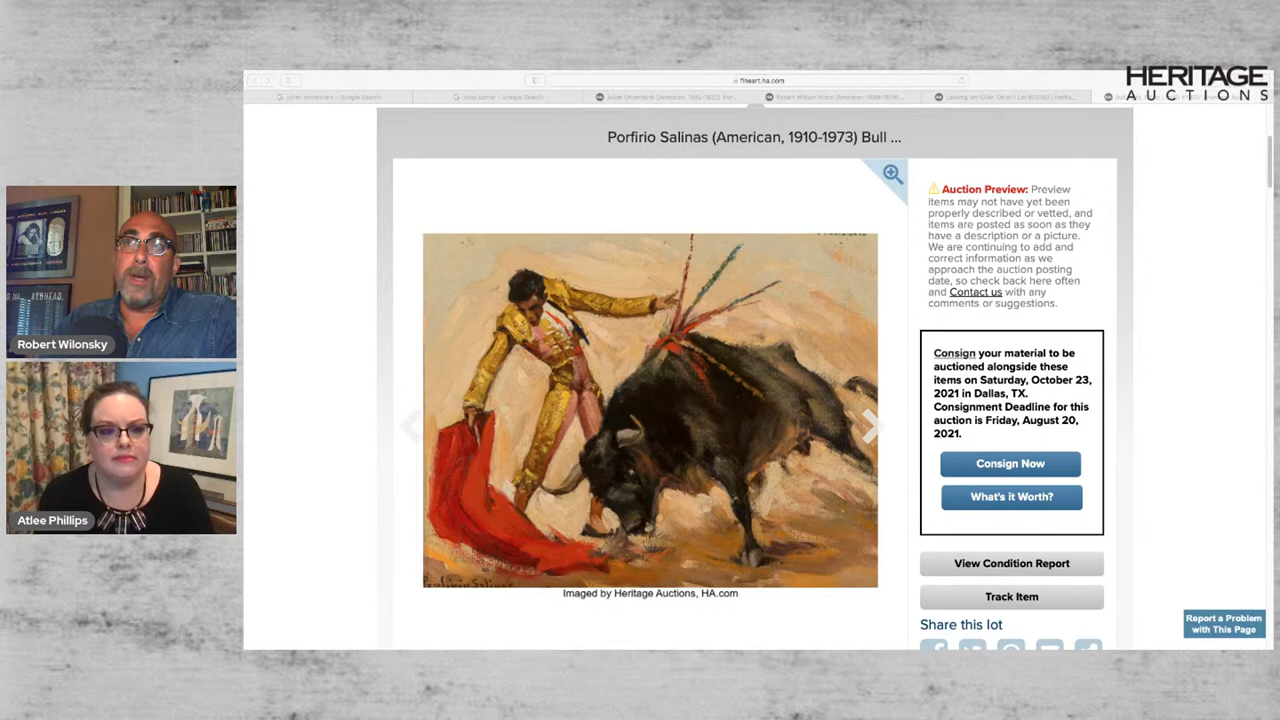 HERITAGE
AUCTIONS
fineart.ha.com
julian onderdonk - Google Search
Porfirio Salinas (American, 1910-1973) Bull ...
Auction Preview: Preview
items may not have yet been
properly described or vetted, and
items are posted as soon as they
have a description or a picture.
We are continuing to add and
correct information as we
approach the auction posting
date, so check back here often
and Contact us with any
comments or suggestions.
Consign your material to be
auctioned alongside these
items on Saturday, October 23,
2021 in Dallas, TX.
Consignment Deadline for this
auction is Friday, August 20,
2021.
Consign Now
What's it Worth?
View Condition Report
Track Item
Share this lot
Report a Problem
with This Page
Porfirio Salinas
Imaged by Heritage Auctions, HA.com
Robert Wilonsky
Atlee Phillips